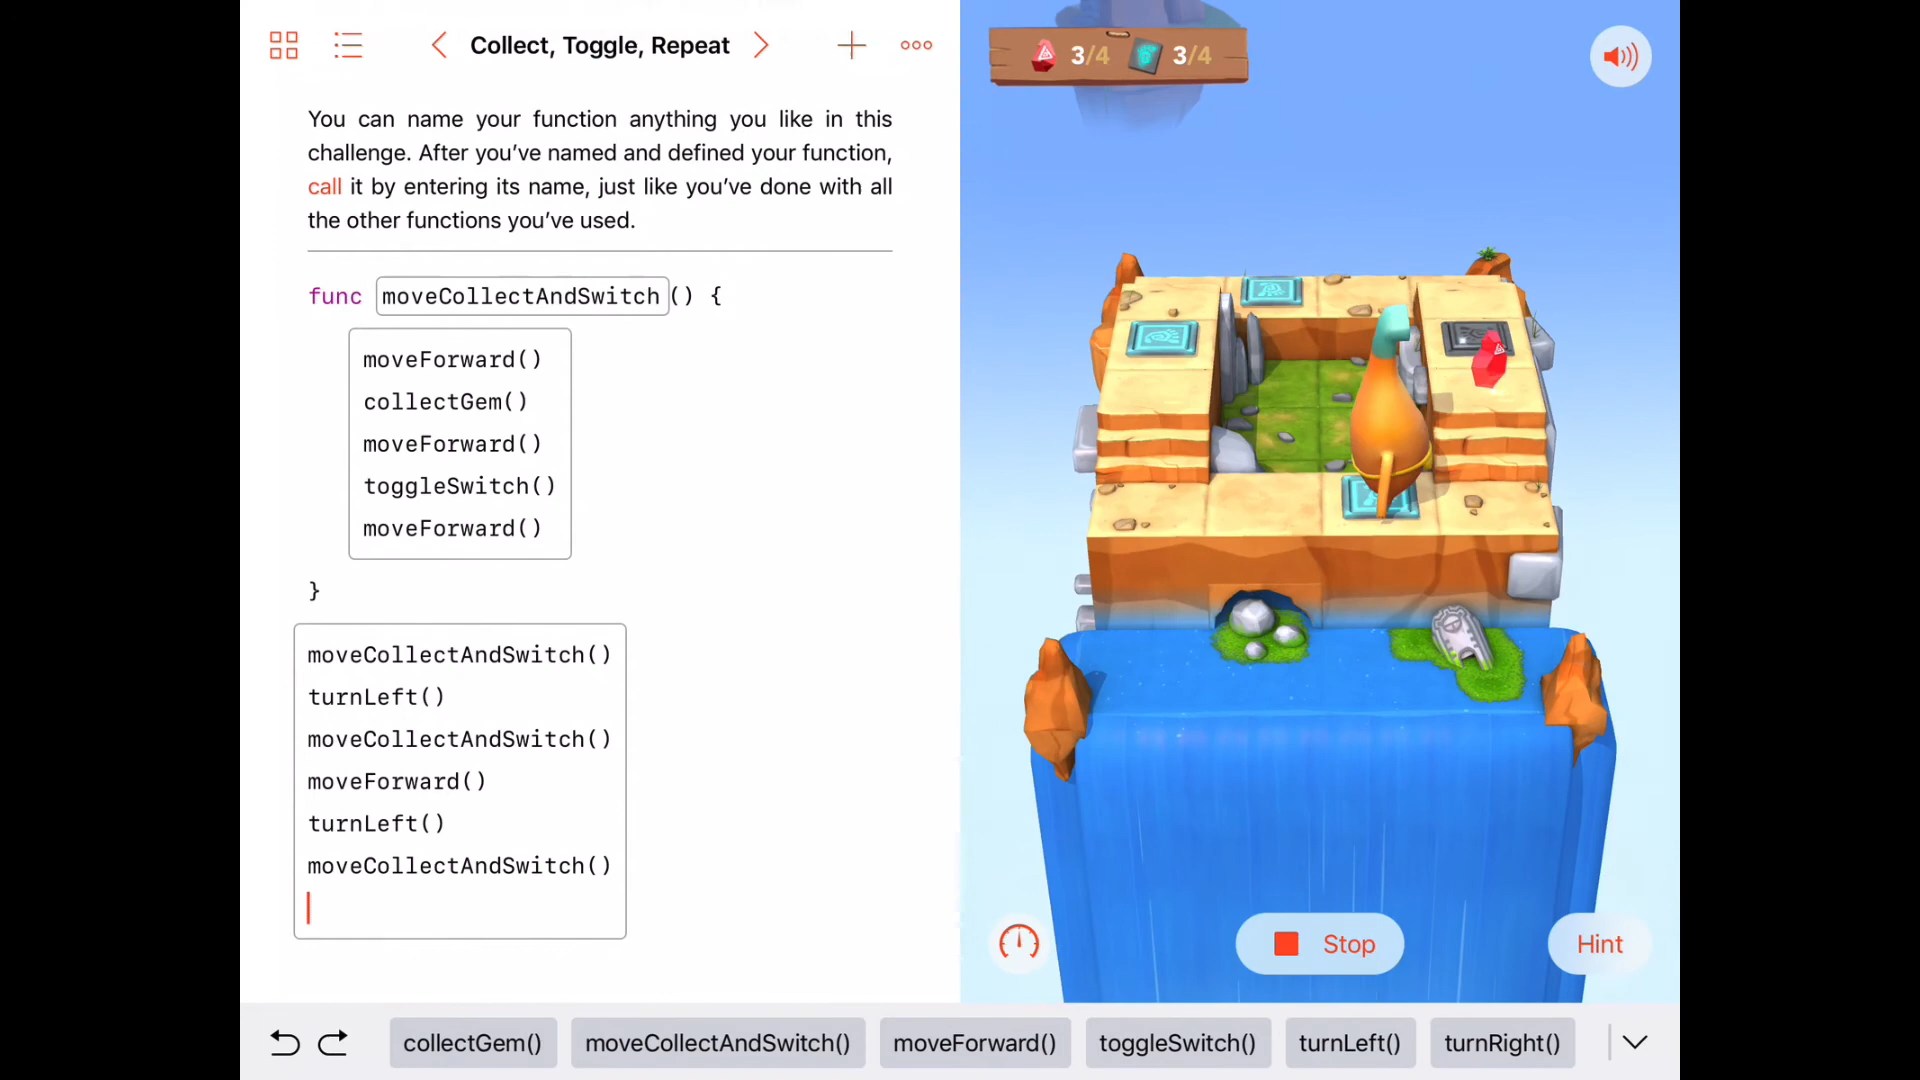 Collect, Toggle, Repeat
You can name your function anything you like in this
challenge. After you’ve named and defined your function,
call it by entering its name, just like you’ve done with all
the other functions you’ve used.
func moveCollectAndSwitch() {
moveForward()
collectGem()
moveForward()
toggleSwitch()
moveForward()
}
moveCollectAndSwitch()
turnLeft()
moveCollectAndSwitch()
moveForward()
turnLeft()
moveCollectAndSwitch()
3/4 3/4
Stop
Hint
collectGem() moveCollectAndSwitch() moveForward() toggleSwitch() turnLeft() turnRight()